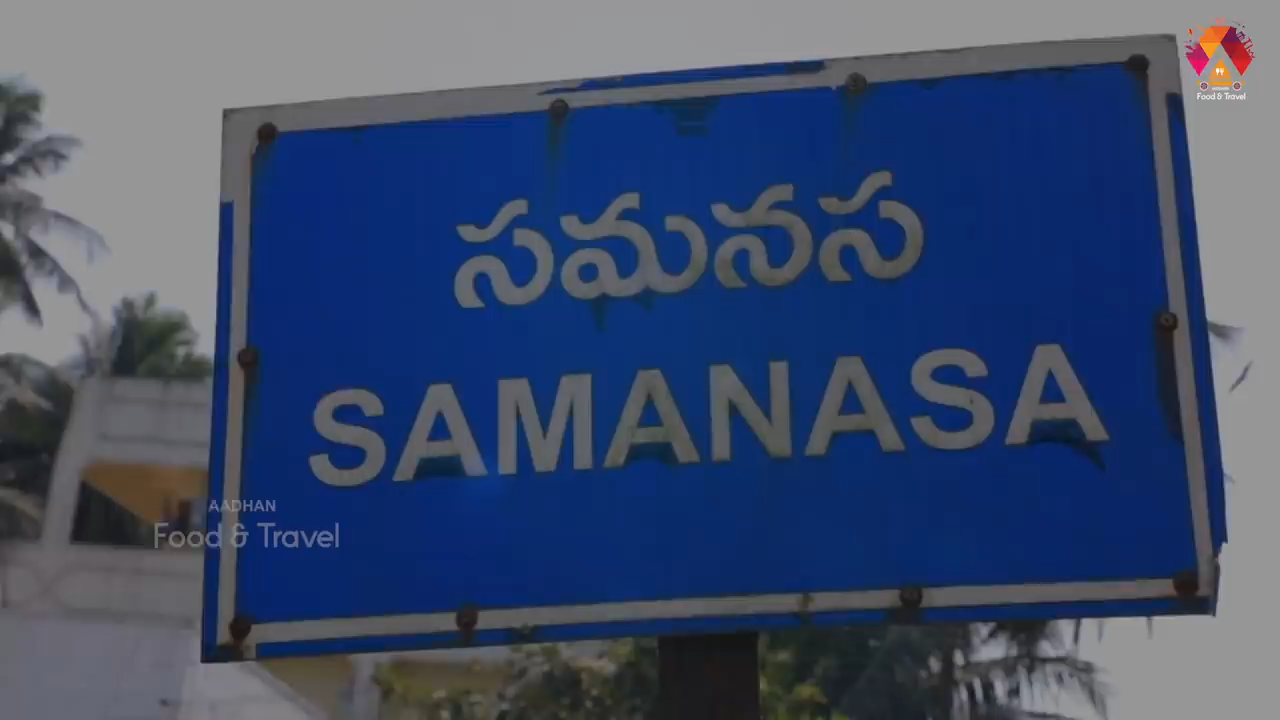 సమనస
SAMANASA
AADHAN
Food & Travel
Food & Travel